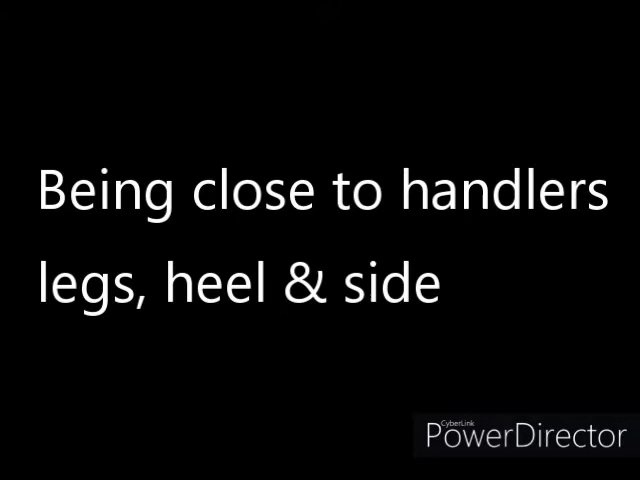 Being close to handlers
legs, heel & side
CyberLink
PowerDirector